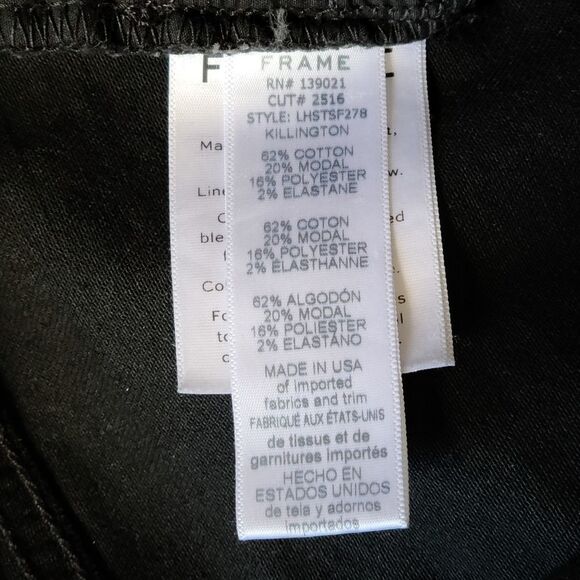 FRAME
RN# 139021
CUT# 2516
STYLE: LHSTSF278
KILLINGTON
62% COTTON
20% MODAL
16% POLYESTER
2% ELASTANE
62% COTON
20% MODAL
16% POLYESTER
2% ÉLASTHANNE
62% ALGODÓN
20% MODAL
16% POLIESTER
2% ELASTANO
MADE IN USA
of imported
fabrics and trim
FABRIQUÉ AUX ÉTATS-UNIS
de tissus et de
garnitures importés
HECHO EN
ESTADOS UNIDOS
de tela y adornos
importados